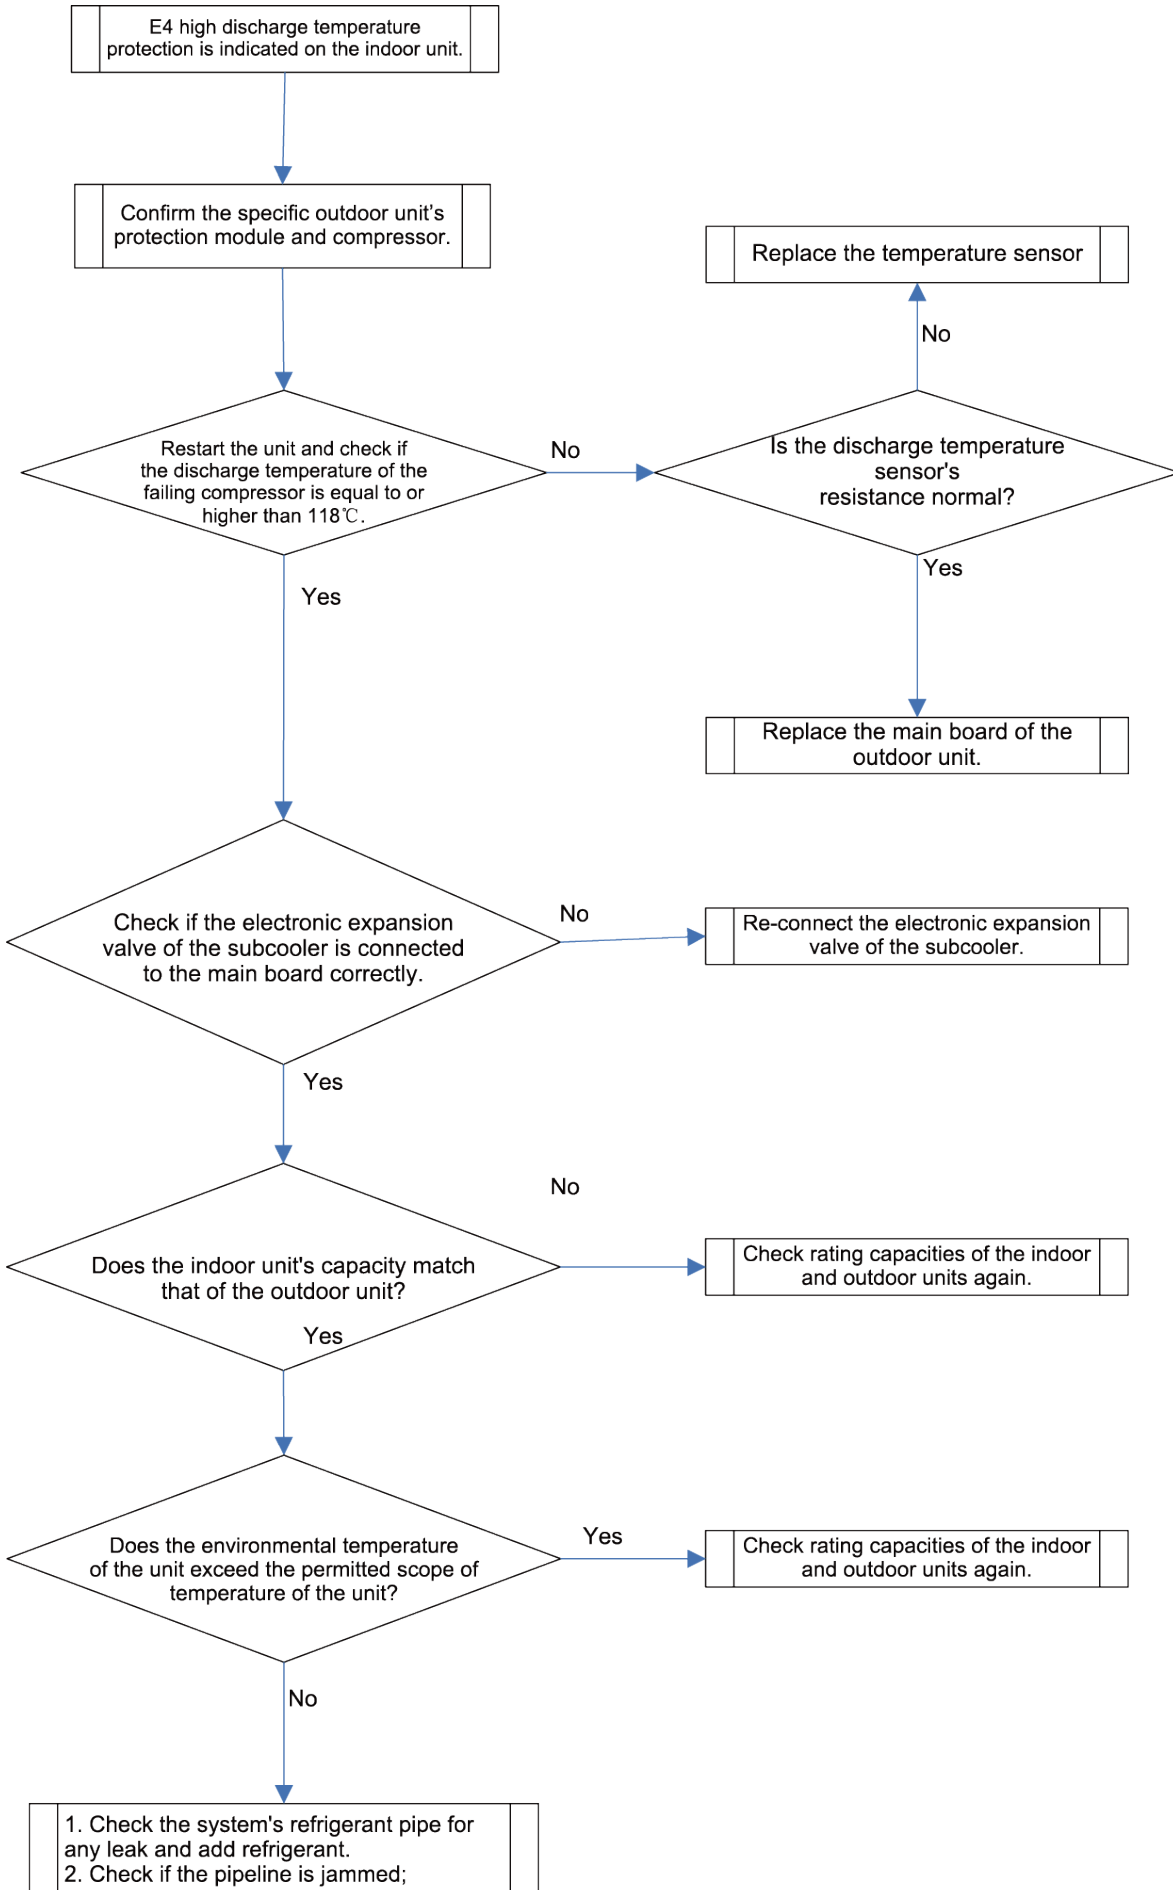 E4 high discharge temperature
protection is indicated on the indoor unit.
Confirm the specific outdoor unit's
protection module and compressor.
Replace the temperature sensor
No
Restart the unit and check if
the discharge temperature of the
failing compressor is equal to or
higher than 118℃.
No
Is the discharge temperature
sensor's
resistance normal?
Yes
Yes
Replace the main board of the
outdoor unit.
Check if the electronic expansion
valve of the subcooler is connected
to the main board correctly.
No
Re-connect the electronic expansion
valve of the subcooler.
Yes
No
Does the indoor unit's capacity match
that of the outdoor unit?
Check rating capacities of the indoor
and outdoor units again.
Yes
Does the environmental temperature
of the unit exceed the permitted scope of
temperature of the unit?
Yes
Check rating capacities of the indoor
and outdoor units again.
No
1. Check the system's refrigerant pipe for
any leak and add refrigerant.
2. Check if the pipeline is jammed;